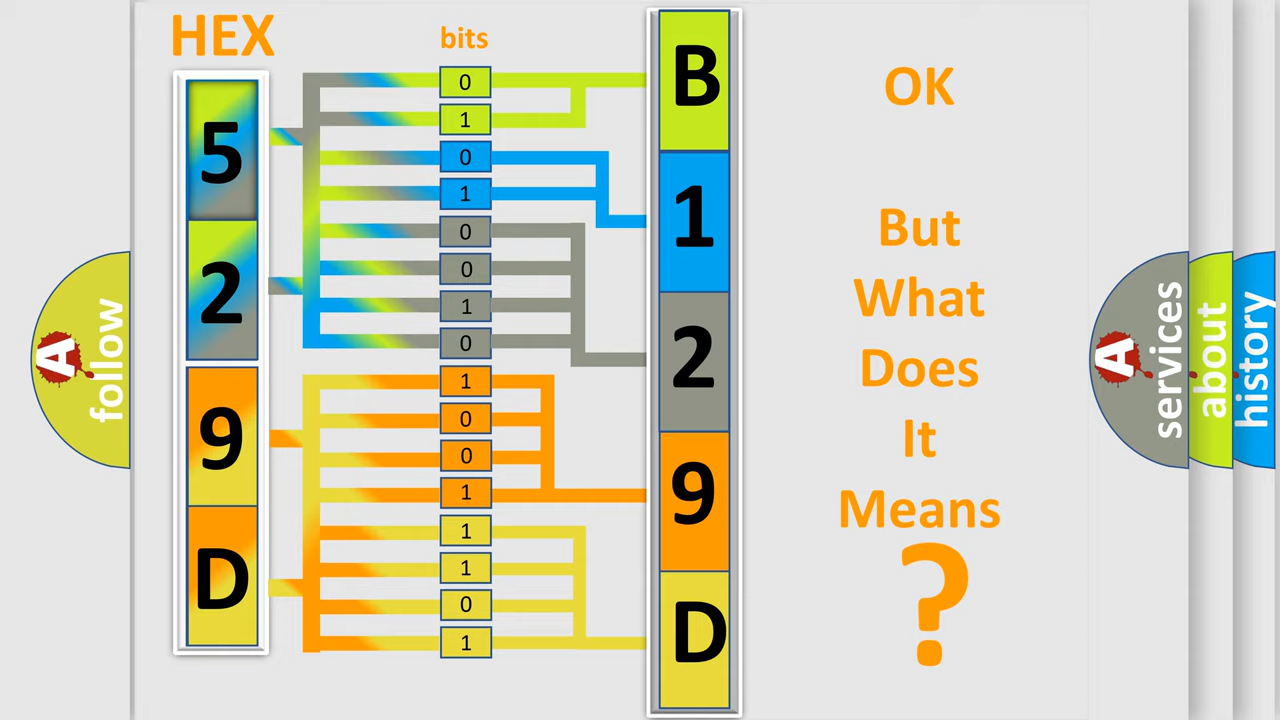 HEX
bits
5
2
9
D
0
1
0
1
0
0
1
0
1
0
0
1
1
1
0
1
B
1
2
9
D
OK
But
What
Does
It
Means
?
A
follow
A
services
about
history